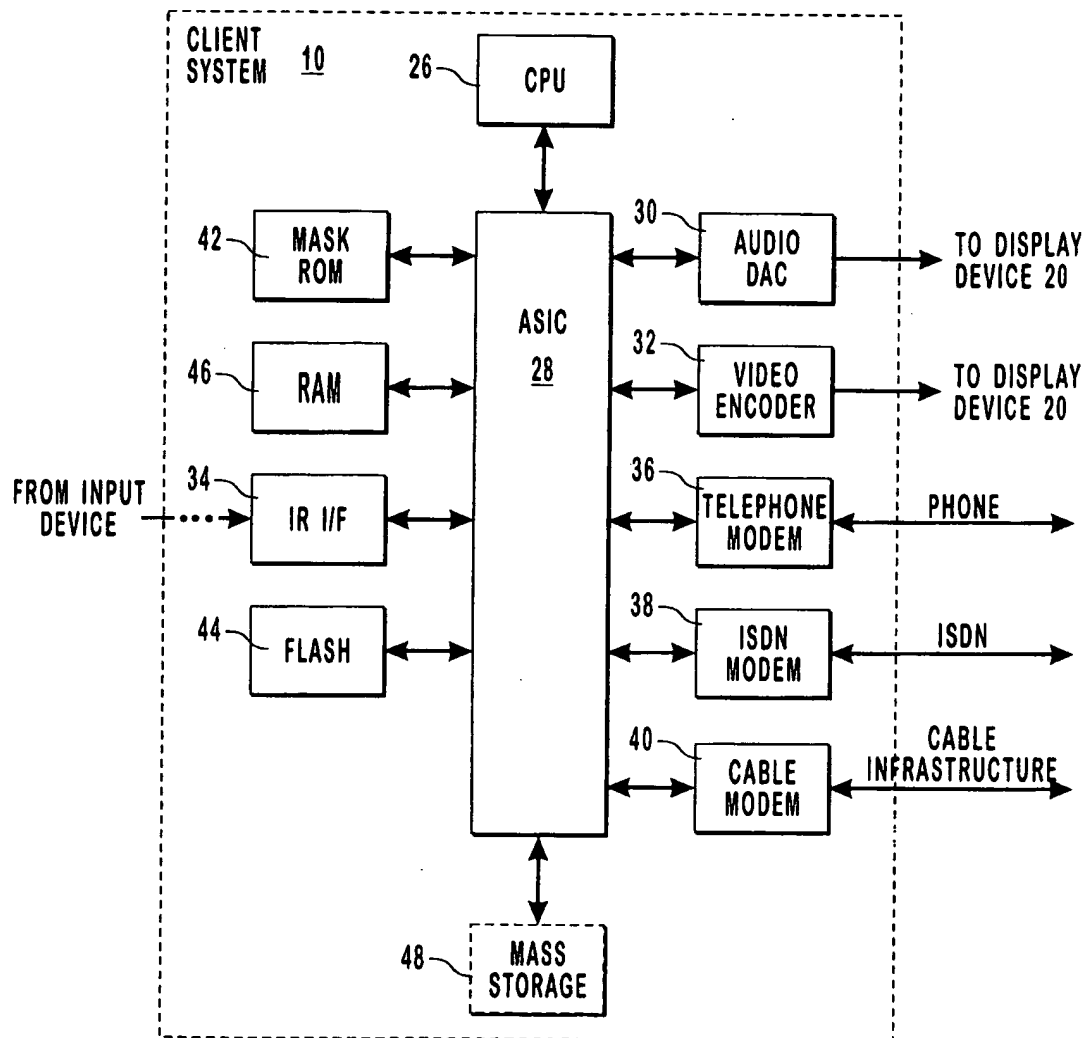 CLIENT
SYSTEM
10
26
CPU
42
MASK
ROM
30
AUDIO
DAC
TO DISPLAY
DEVICE 20
ASIC
28
46
RAM
32
VIDEO
ENCODER
TO DISPLAY
DEVICE 20
FROM INPUT
DEVICE
34
IR I/F
36
TELEPHONE
MODEM
PHONE
44
FLASH
38
ISDN
MODEM
ISDN
40
CABLE
MODEM
CABLE
INFRASTRUCTURE
48
MASS
STORAGE